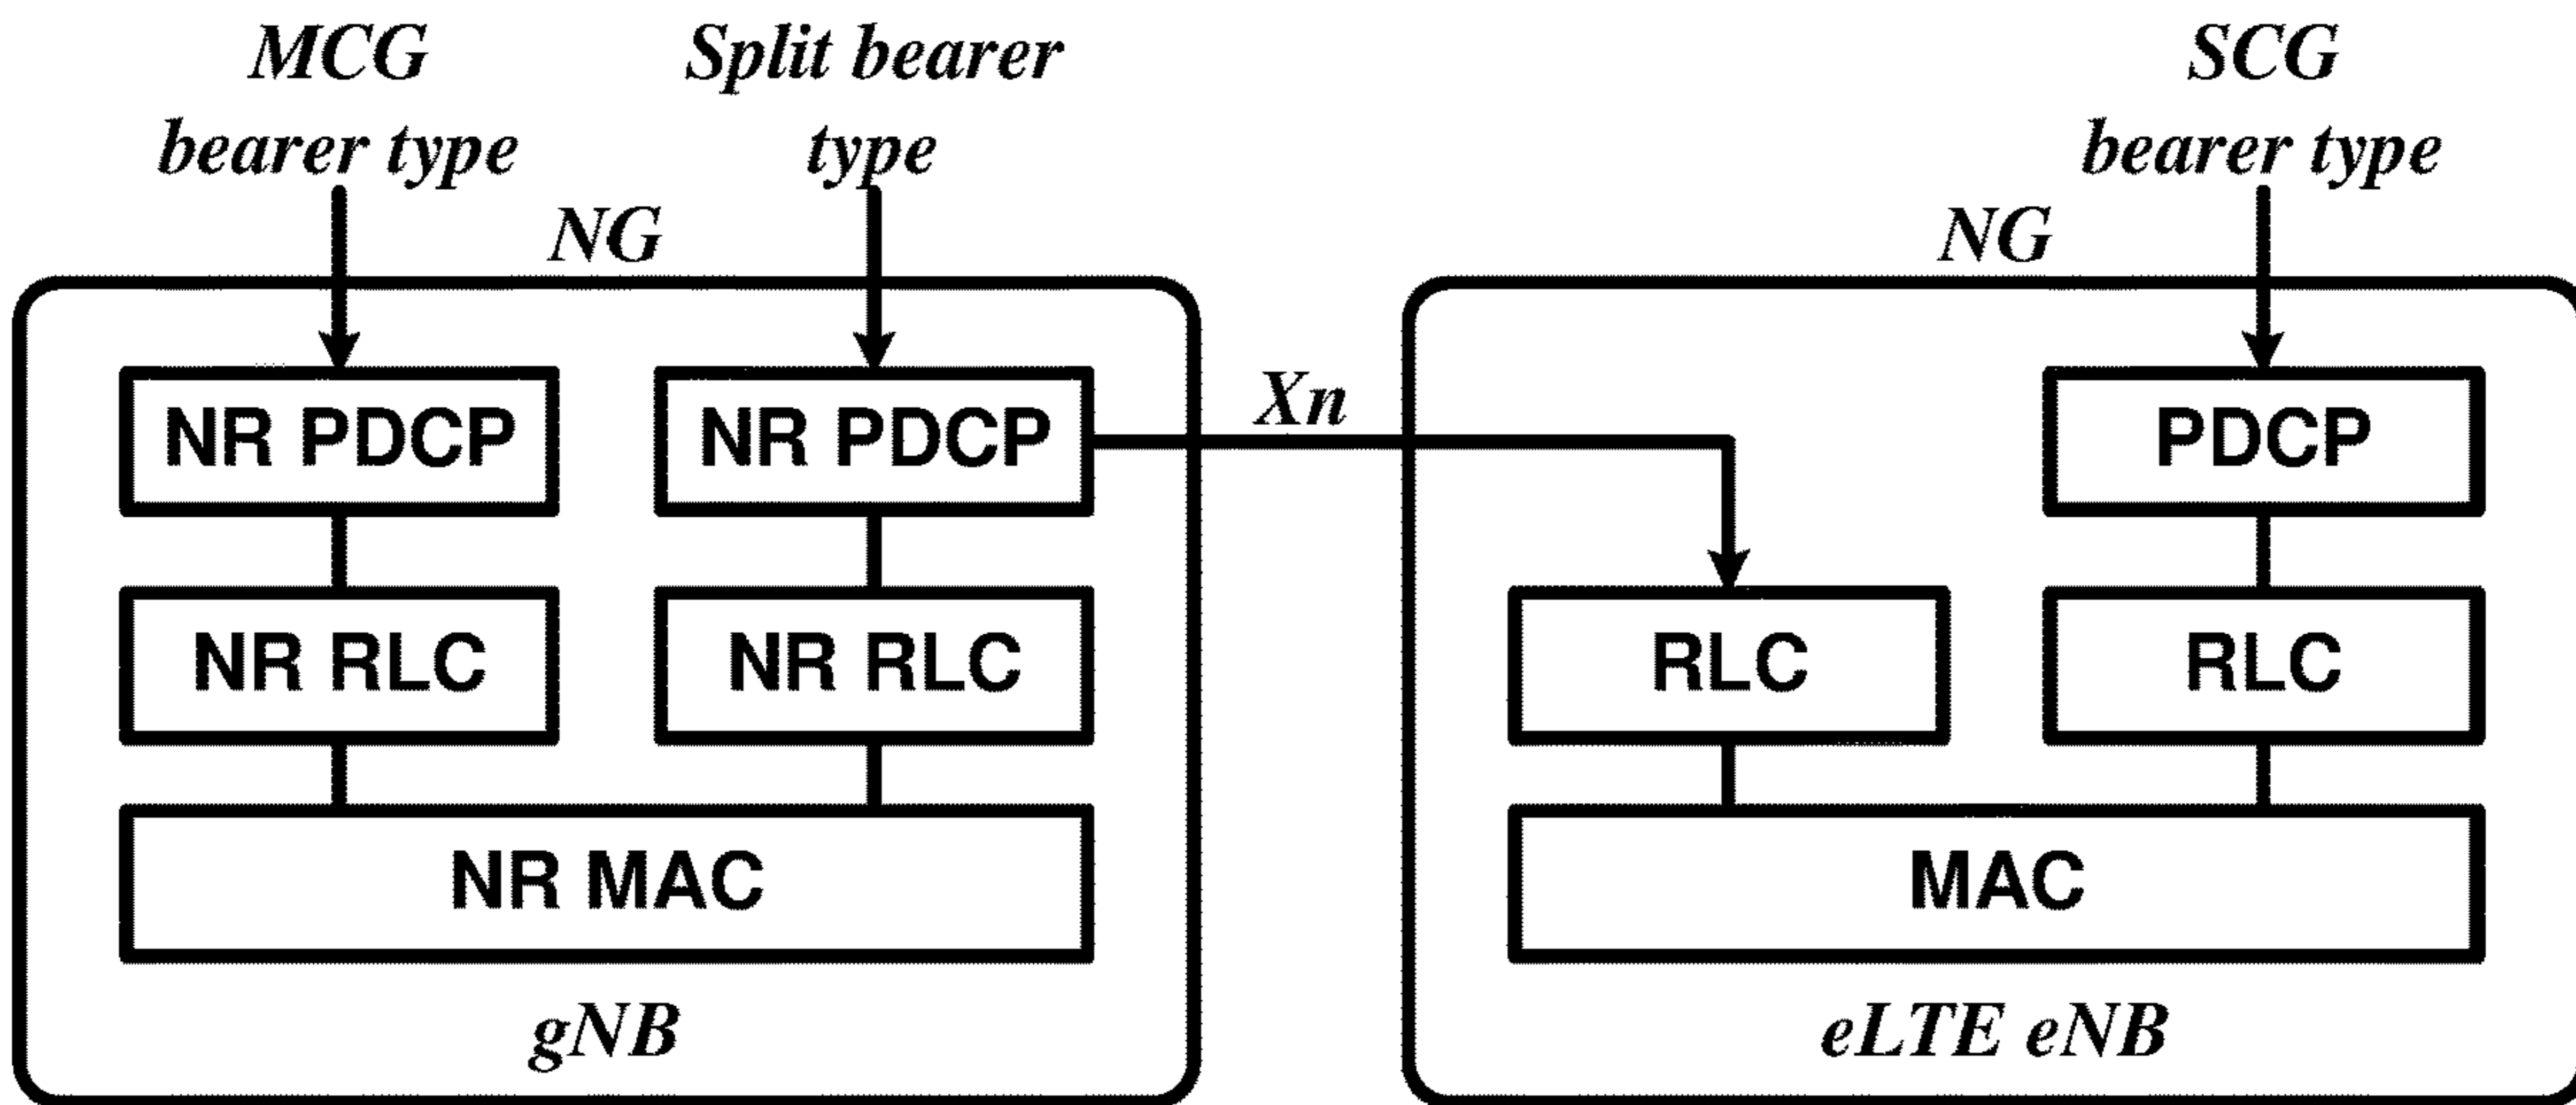 MCG
bearer type
Split bearer
type
SCG
bearer type
NG
NG
Xn
NR PDCP
NR PDCP
PDCP
NR RLC
NR RLC
RLC
RLC
NR MAC
MAC
gNB
eLTE eNB